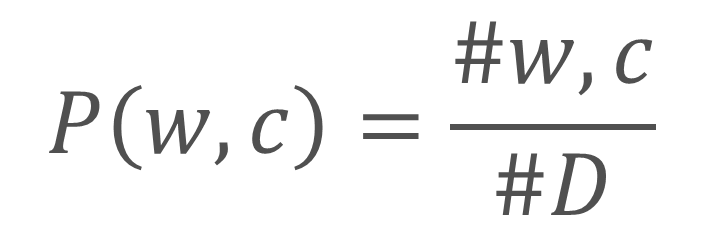 P(w, c) = #w, c / #D